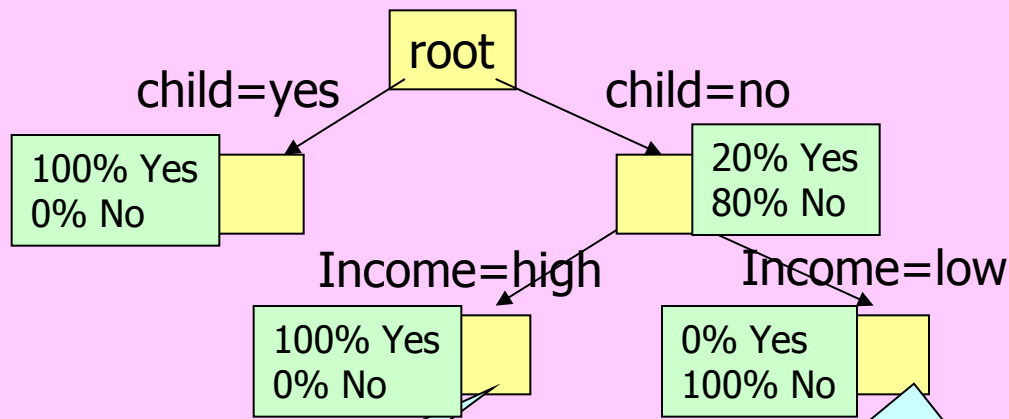 root
child=yes
child=no
100% Yes
0% No
20% Yes
80% No
Income=high
Income=low
100% Yes
0% No
0% Yes
100% No